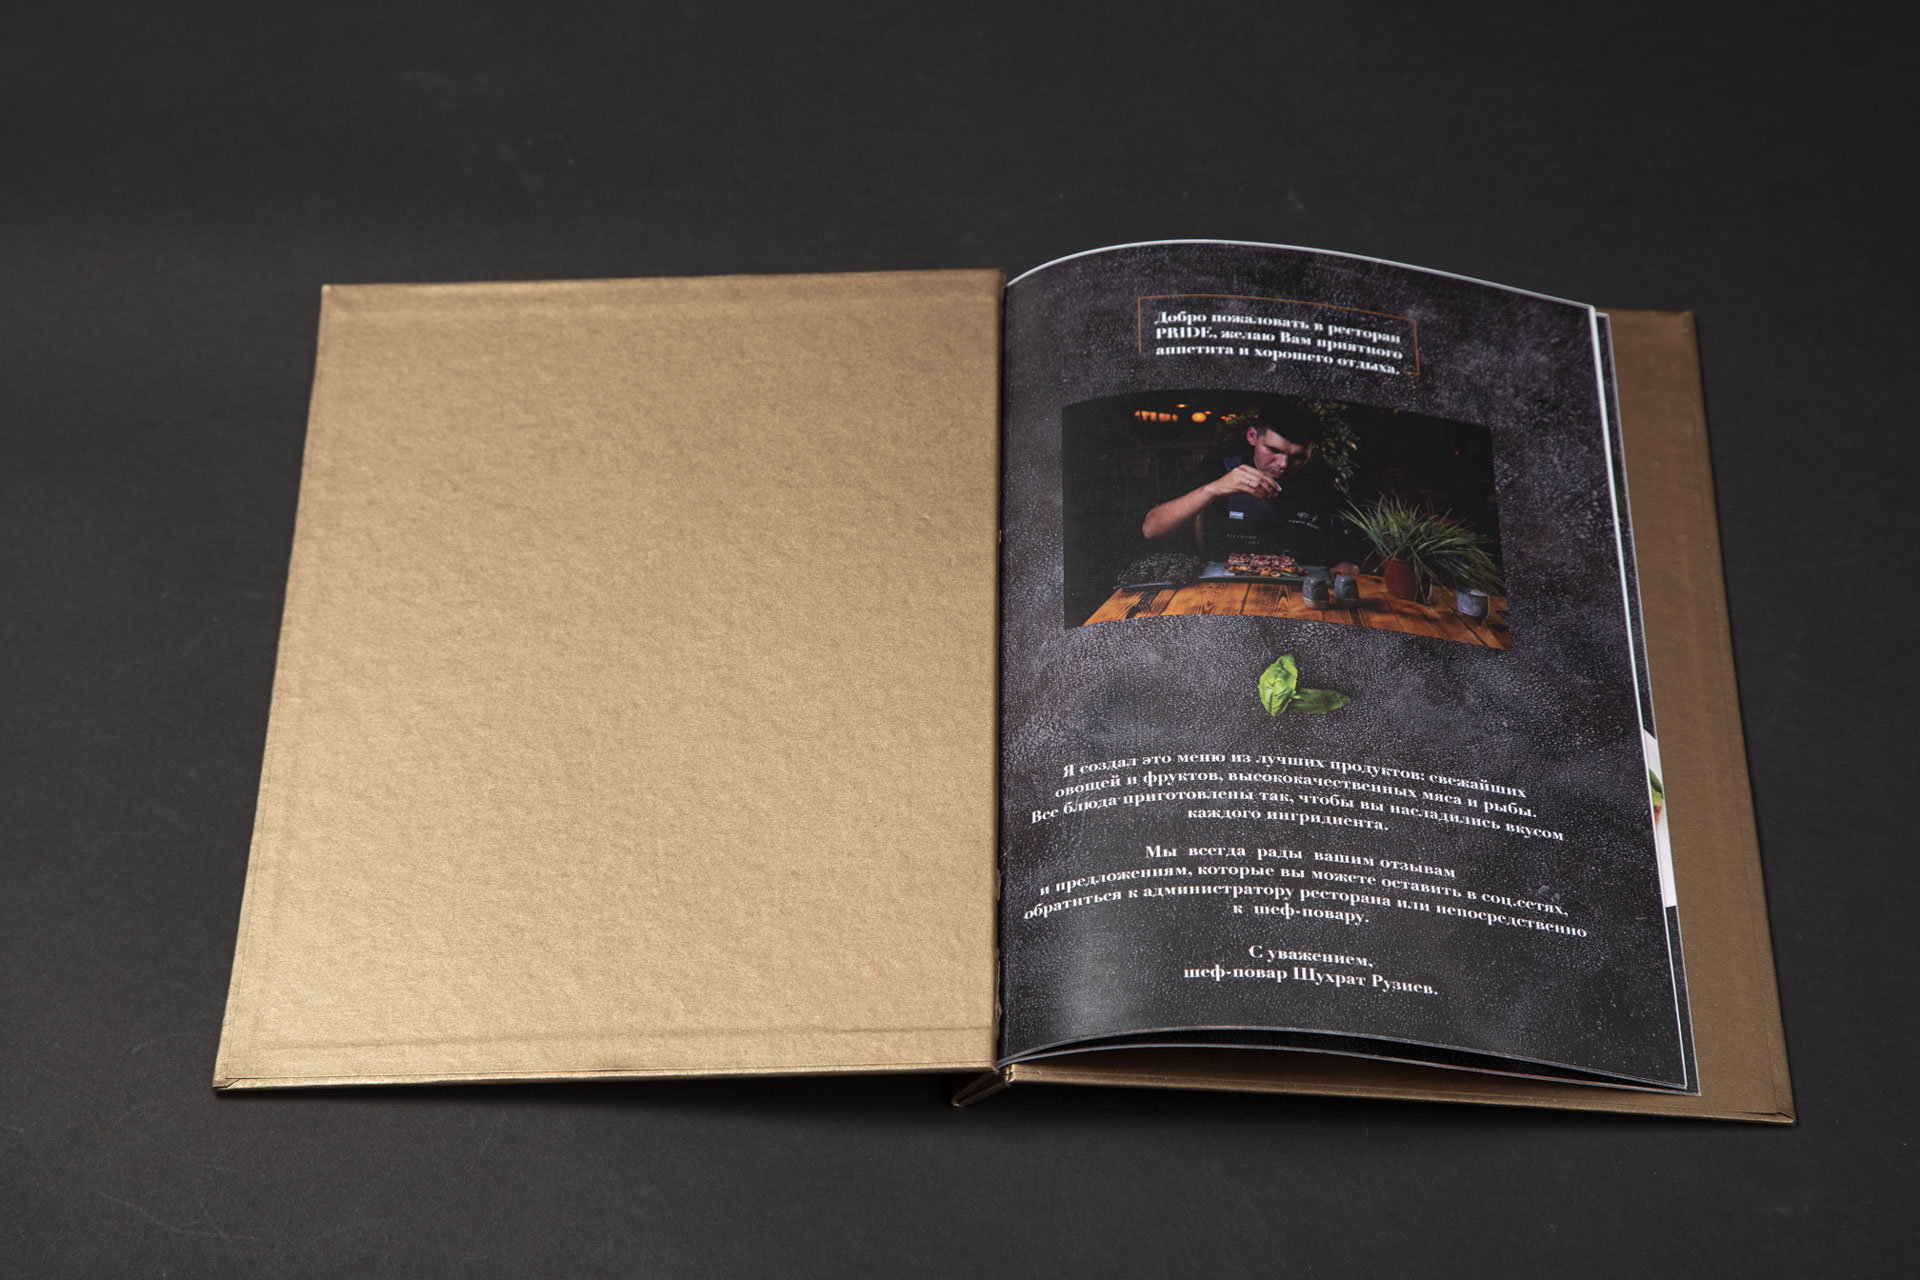 Добро пожаловать в ресторан
PRIDE, желаю Вам приятного
аппетита и хорошего отдыха.
Я создал это меню из лучших продуктов: свежайших
овощей и фруктов, высококачественных мяса и рыбы.
Все блюда приготовлены так, чтобы вы насладились вкусом
каждого ингридиента.
Мы всегда рады вашим отзывам
и предложениям, которые вы можете оставить в соц.сетях,
обратиться к администратору ресторана или непосредственно
к шеф-повару.
С уважением,
шеф-повар Шухрат Рузиев.